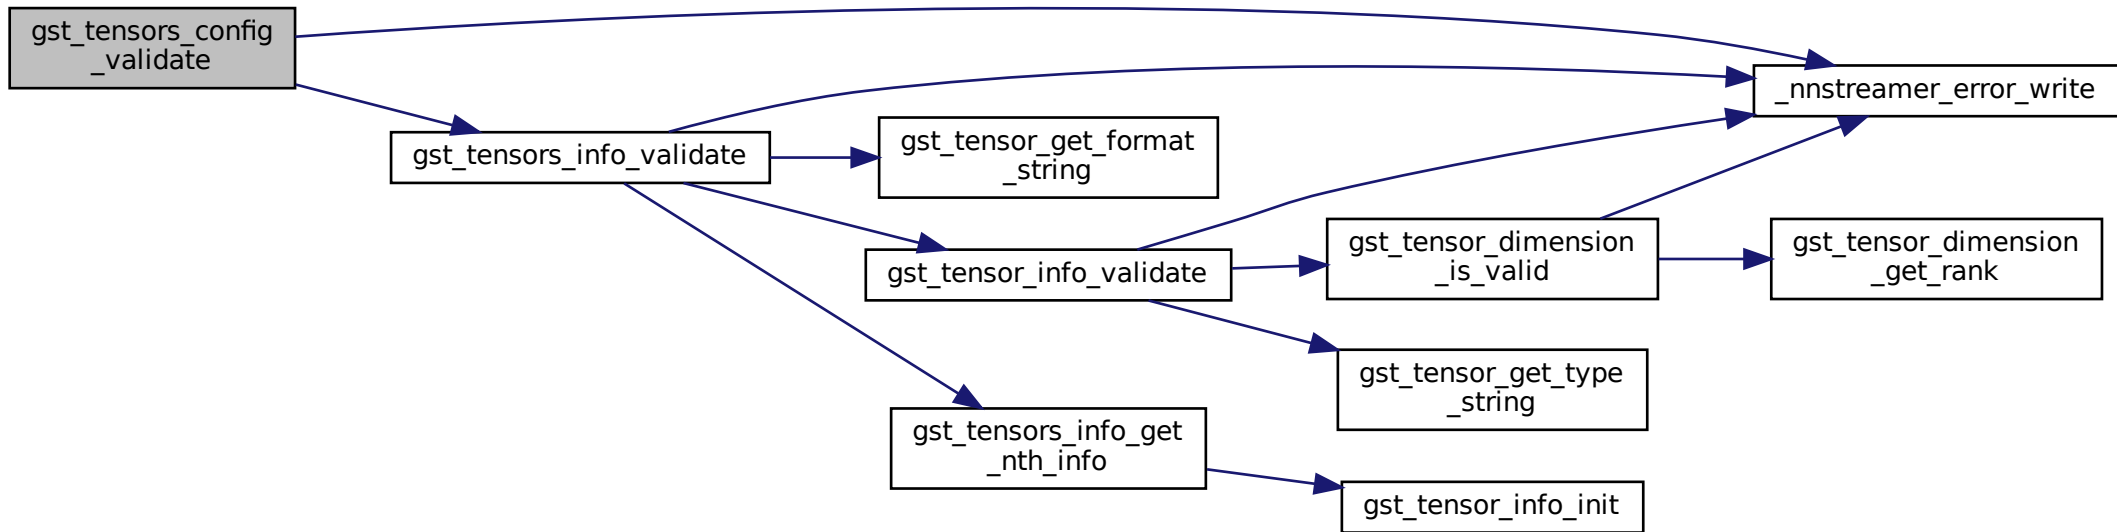 gst_tensors_config
_validate
_nnstreamer_error_write
gst_tensors_info_validate
gst_tensor_get_format
_string
gst_tensor_info_validate
gst_tensor_dimension
_is_valid
gst_tensor_dimension
_get_rank
gst_tensor_get_type
_string
gst_tensors_info_get
_nth_info
gst_tensor_info_init